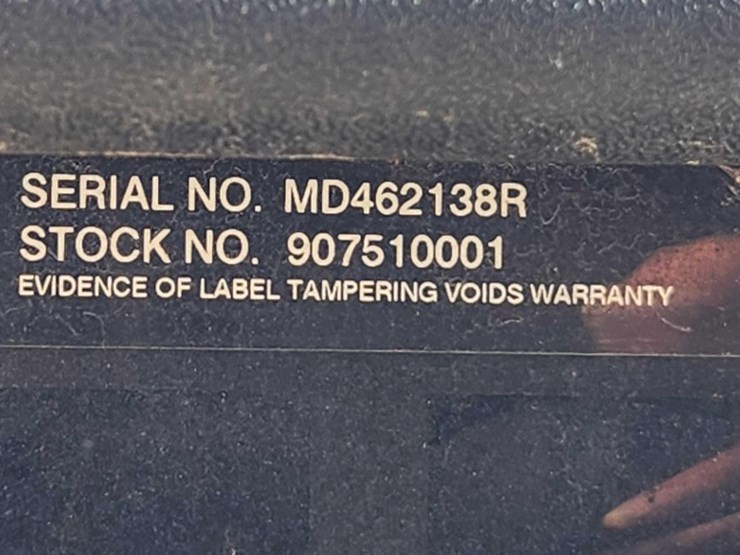 SERIAL NO. MD462138R
STOCK NO. 907510001
EVIDENCE OF LABEL TAMPERING VOIDS WARRANTY